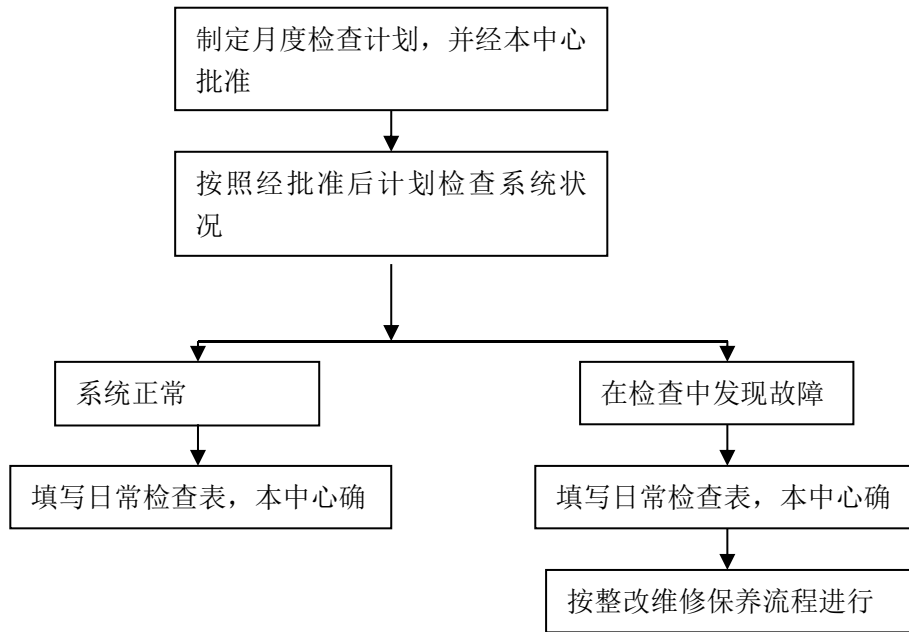 制定月度检查计划，并经本中心
批准
按照经批准后计划检查系统状
况
系统正常
在检查中发现故障
填写日常检查表，本中心确
填写日常检查表，本中心确
按整改维修保养流程进行